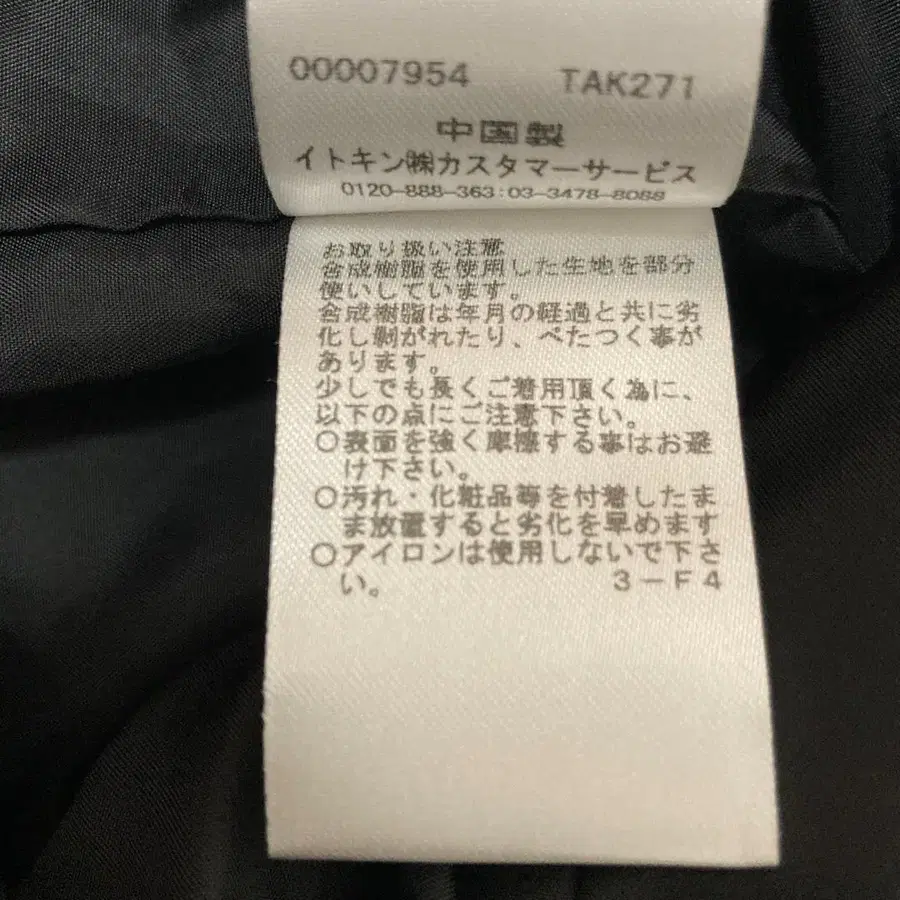 00007954 TAK271
中国製
イトキン㈱カスタマーサービス
0120-888-363:03-3478-8088
お取り扱い注意
合成樹脂を使用した生地を部分
使いしています。
合成樹脂は年月の経過と共に劣
化し剝がれたり、べたつく事が
あります。
少しでも長くご着用頂く為に、
以下の点にご注意下さい。
○表面を強く摩擦する事はお避
け下さい。
○汚れ・化粧品等を付着したま
ま放置すると劣化を早めます
○アイロンは使用しないで下さ
い。 3-F4